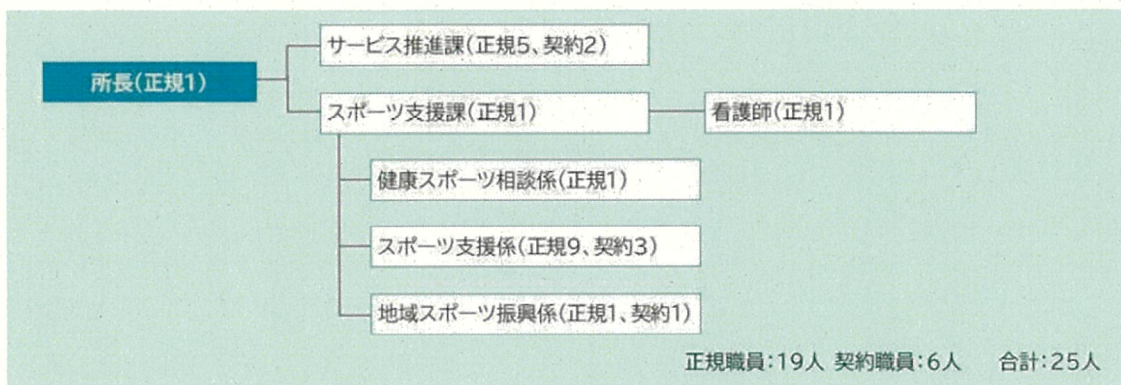 所長(正規1)
サービス推進課(正規5、契約2)
スポーツ支援課(正規1)
看護師(正規1)
健康スポーツ相談係(正規1)
スポーツ支援係(正規9、契約3)
地域スポーツ振興係(正規1、契約1)
正規職員:19人 契約職員:6人　合計:25人